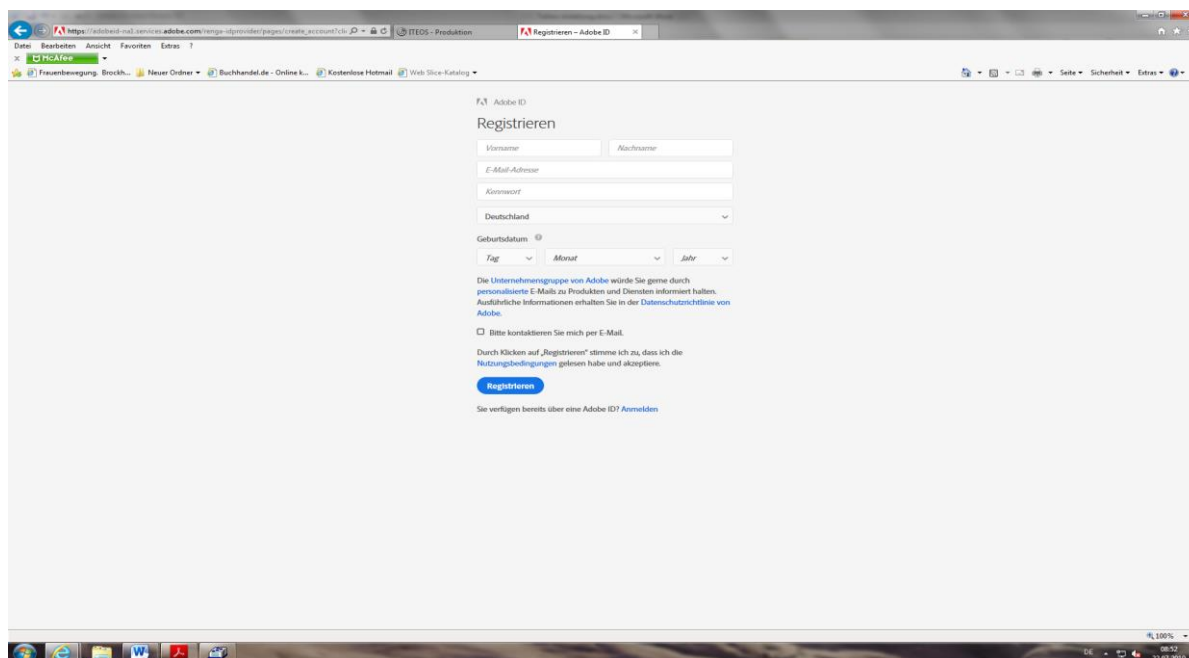 https://adobeid-na1.services.adobe.com/renga-idprovider/pages/create_account?cli
ITEOS - Produktion
Registrieren – Adobe ID
Datei Bearbeiten Ansicht Favoriten Extras ?
McAfee
Frauenbewegung. Brockh...
Neuer Ordner
Buchhandel.de - Online k...
Kostenlose Hotmail
Web Slice-Katalog
Seite Sicherheit Extras
Adobe ID
Registrieren
Vorname Nachname
E-Mail-Adresse
Kennwort
Deutschland
Geburtsdatum
Tag Monat Jahr
Die Unternehmensgruppe von Adobe würde Sie gerne durch
personalisierte E-Mails zu Produkten und Diensten informiert halten.
Ausführliche Informationen erhalten Sie in der Datenschutzrichtlinie von
Adobe.
Bitte kontaktieren Sie mich per E-Mail.
Durch Klicken auf „Registrieren“ stimme ich zu, dass ich die
Nutzungsbedingungen gelesen habe und akzeptiere.
Registrieren
Sie verfügen bereits über eine Adobe ID? Anmelden
100%
DE
08:52